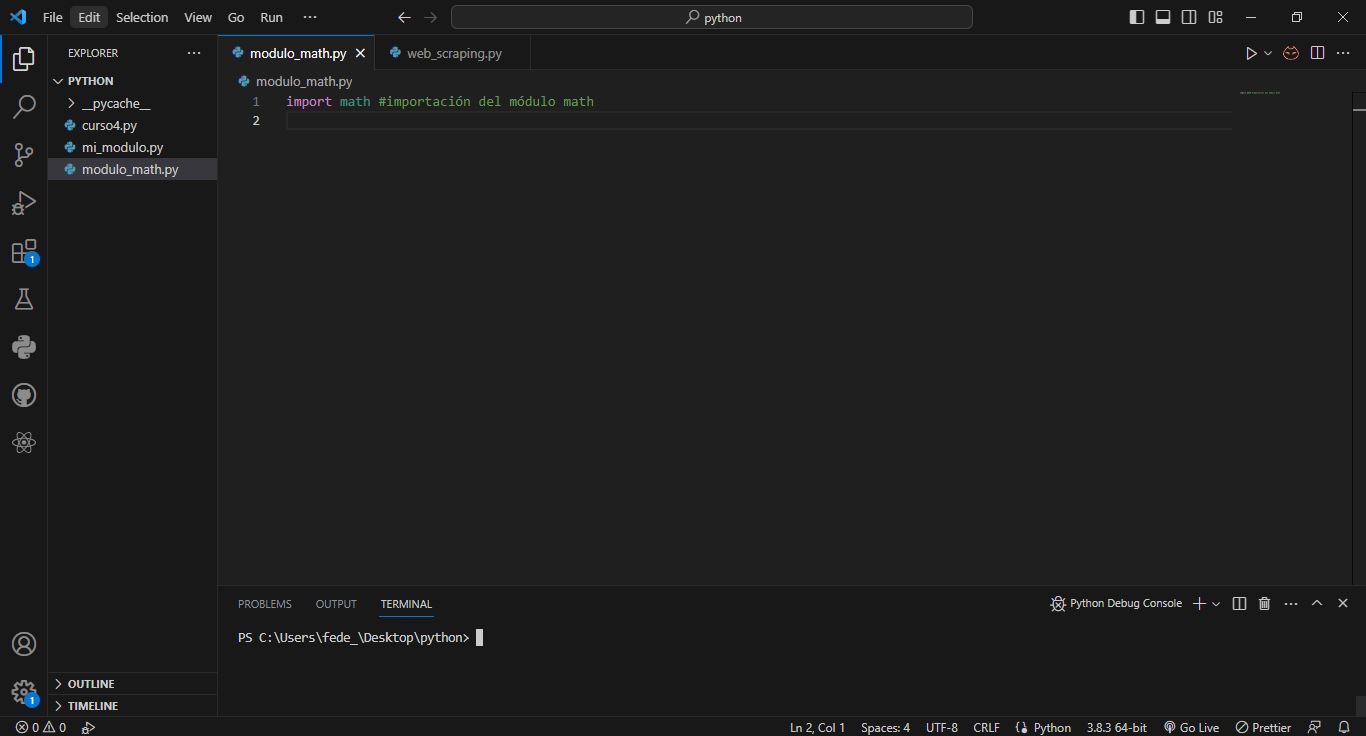 File Edit Selection View Go Run ···
python
EXPLORER ···
PYTHON
__pycache__
curso4.py
mi_modulo.py
modulo_math.py
OUTLINE
TIMELINE
modulo_math.py
web_scraping.py
modulo_math.py
1 import math #importación del módulo math
2
PROBLEMS OUTPUT TERMINAL
Python Debug Console
PS C:\Users\fede_\Desktop\python>
1
1
0 0
Ln 2, Col 1 Spaces: 4 UTF-8 CRLF Python 3.8.3 64-bit Go Live Prettier